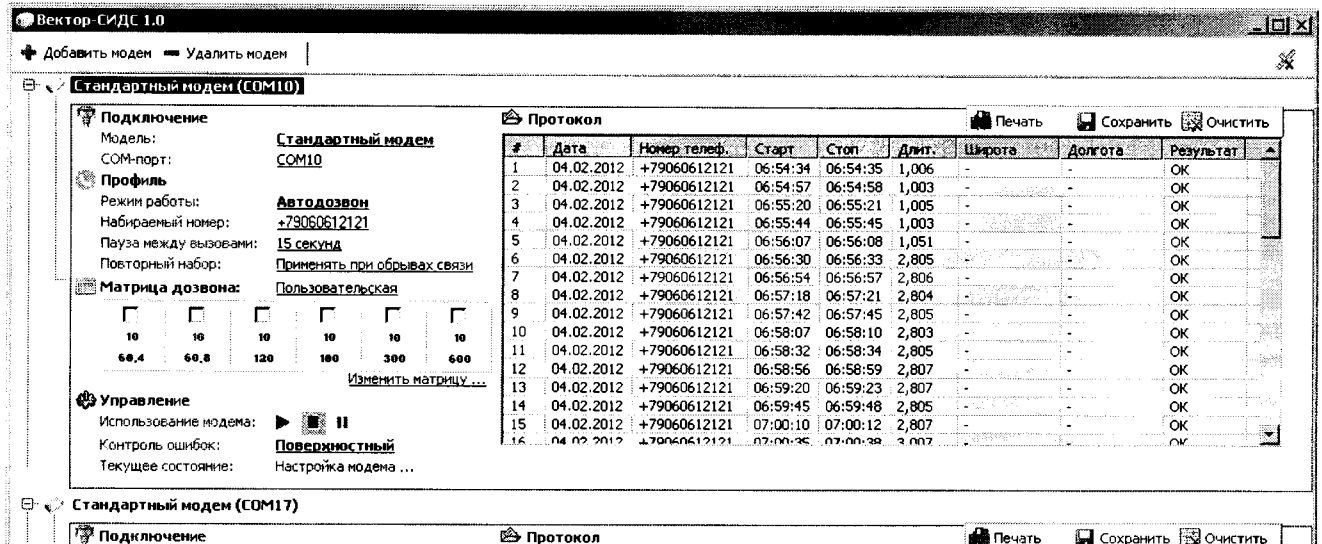 Вектор-СИДС 1.0
Добавить модем Удалить модем
Стандартный модем (COM10)
Подключение
Модель: Стандартный модем
COM-порт: COM10
Профиль
Режим работы: Автодозвон
Набираемый номер: +79060612121
Пауза между вызовами: 15 секунд
Повторный набор: Применять при обрывах связи
Матрица дозвона: Пользовательская
10 10 10 10 10 10
60,4 60,8 120 180 300 600
Изменить матрицу ...
Управление
Использование модема:
Контроль ошибок: Поверхностный
Текущее состояние: Настройка модема ...
Протокол Печать Сохранить Очистить
# Дата Номер телеф. Старт Стоп Длит. Широта Долгота Результат
1 04.02.2012 +79060612121 06:54:34 06:54:35 1,006 - - OK
2 04.02.2012 +79060612121 06:54:57 06:54:58 1,003 - - OK
3 04.02.2012 +79060612121 06:55:20 06:55:21 1,005 - - OK
4 04.02.2012 +79060612121 06:55:44 06:55:45 1,003 - - OK
5 04.02.2012 +79060612121 06:56:07 06:56:08 1,051 - - OK
6 04.02.2012 +79060612121 06:56:30 06:56:33 2,805 - - OK
7 04.02.2012 +79060612121 06:56:54 06:56:57 2,806 - - OK
8 04.02.2012 +79060612121 06:57:18 06:57:21 2,804 - - OK
9 04.02.2012 +79060612121 06:57:42 06:57:45 2,805 - - OK
10 04.02.2012 +79060612121 06:58:07 06:58:10 2,803 - - OK
11 04.02.2012 +79060612121 06:58:32 06:58:34 2,805 - - OK
12 04.02.2012 +79060612121 06:58:56 06:58:59 2,807 - - OK
13 04.02.2012 +79060612121 06:59:20 06:59:23 2,807 - - OK
14 04.02.2012 +79060612121 06:59:45 06:59:48 2,805 - - OK
15 04.02.2012 +79060612121 07:00:10 07:00:12 2,807 - - OK
16 04.02.2012 +79060612121 07:00:35 07:00:38 3,007 - - OK
Стандартный модем (COM17)
Подключение Протокол Печать Сохранить Очистить